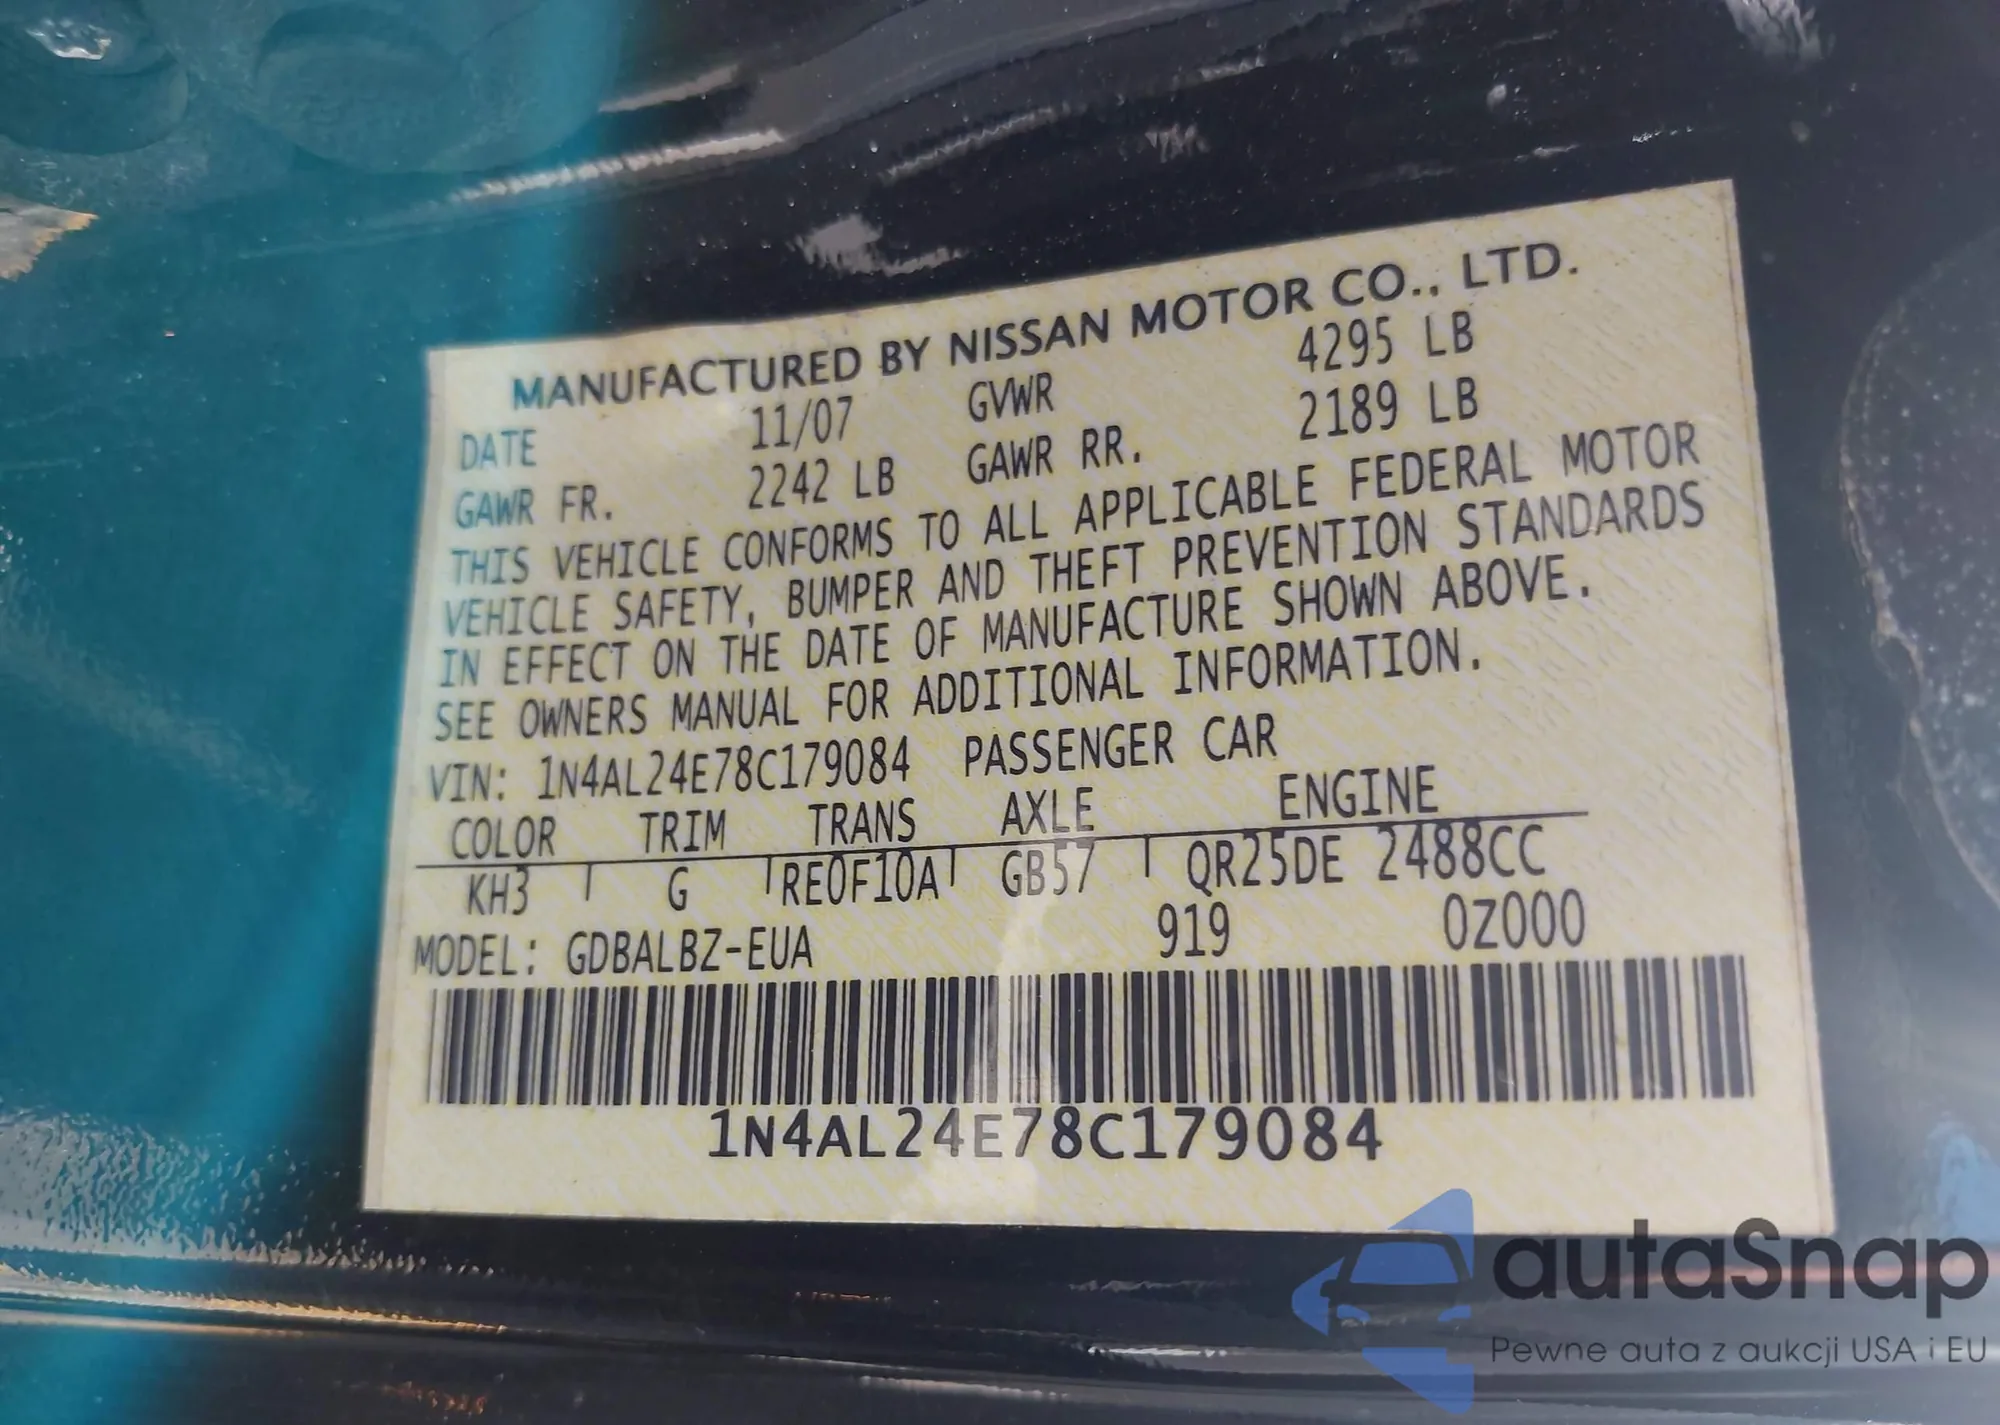 MANUFACTURED BY NISSAN MOTOR CO., LTD.
DATE 11/07 GVWR 4295 LB
GAWR FR. 2242 LB GAWR RR. 2189 LB
THIS VEHICLE CONFORMS TO ALL APPLICABLE FEDERAL MOTOR
VEHICLE SAFETY, BUMPER AND THEFT PREVENTION STANDARDS
IN EFFECT ON THE DATE OF MANUFACTURE SHOWN ABOVE.
SEE OWNERS MANUAL FOR ADDITIONAL INFORMATION.
VIN: 1N4AL24E78C179084 PASSENGER CAR
COLOR TRIM TRANS AXLE ENGINE
KH3 G RE0F10A GB57 QR25DE 2488CC
919 0Z000
MODEL: GDBALBZ-EUA
1N4AL24E78C179084
autaSnap
Pewne auta z aukcji USA i EU